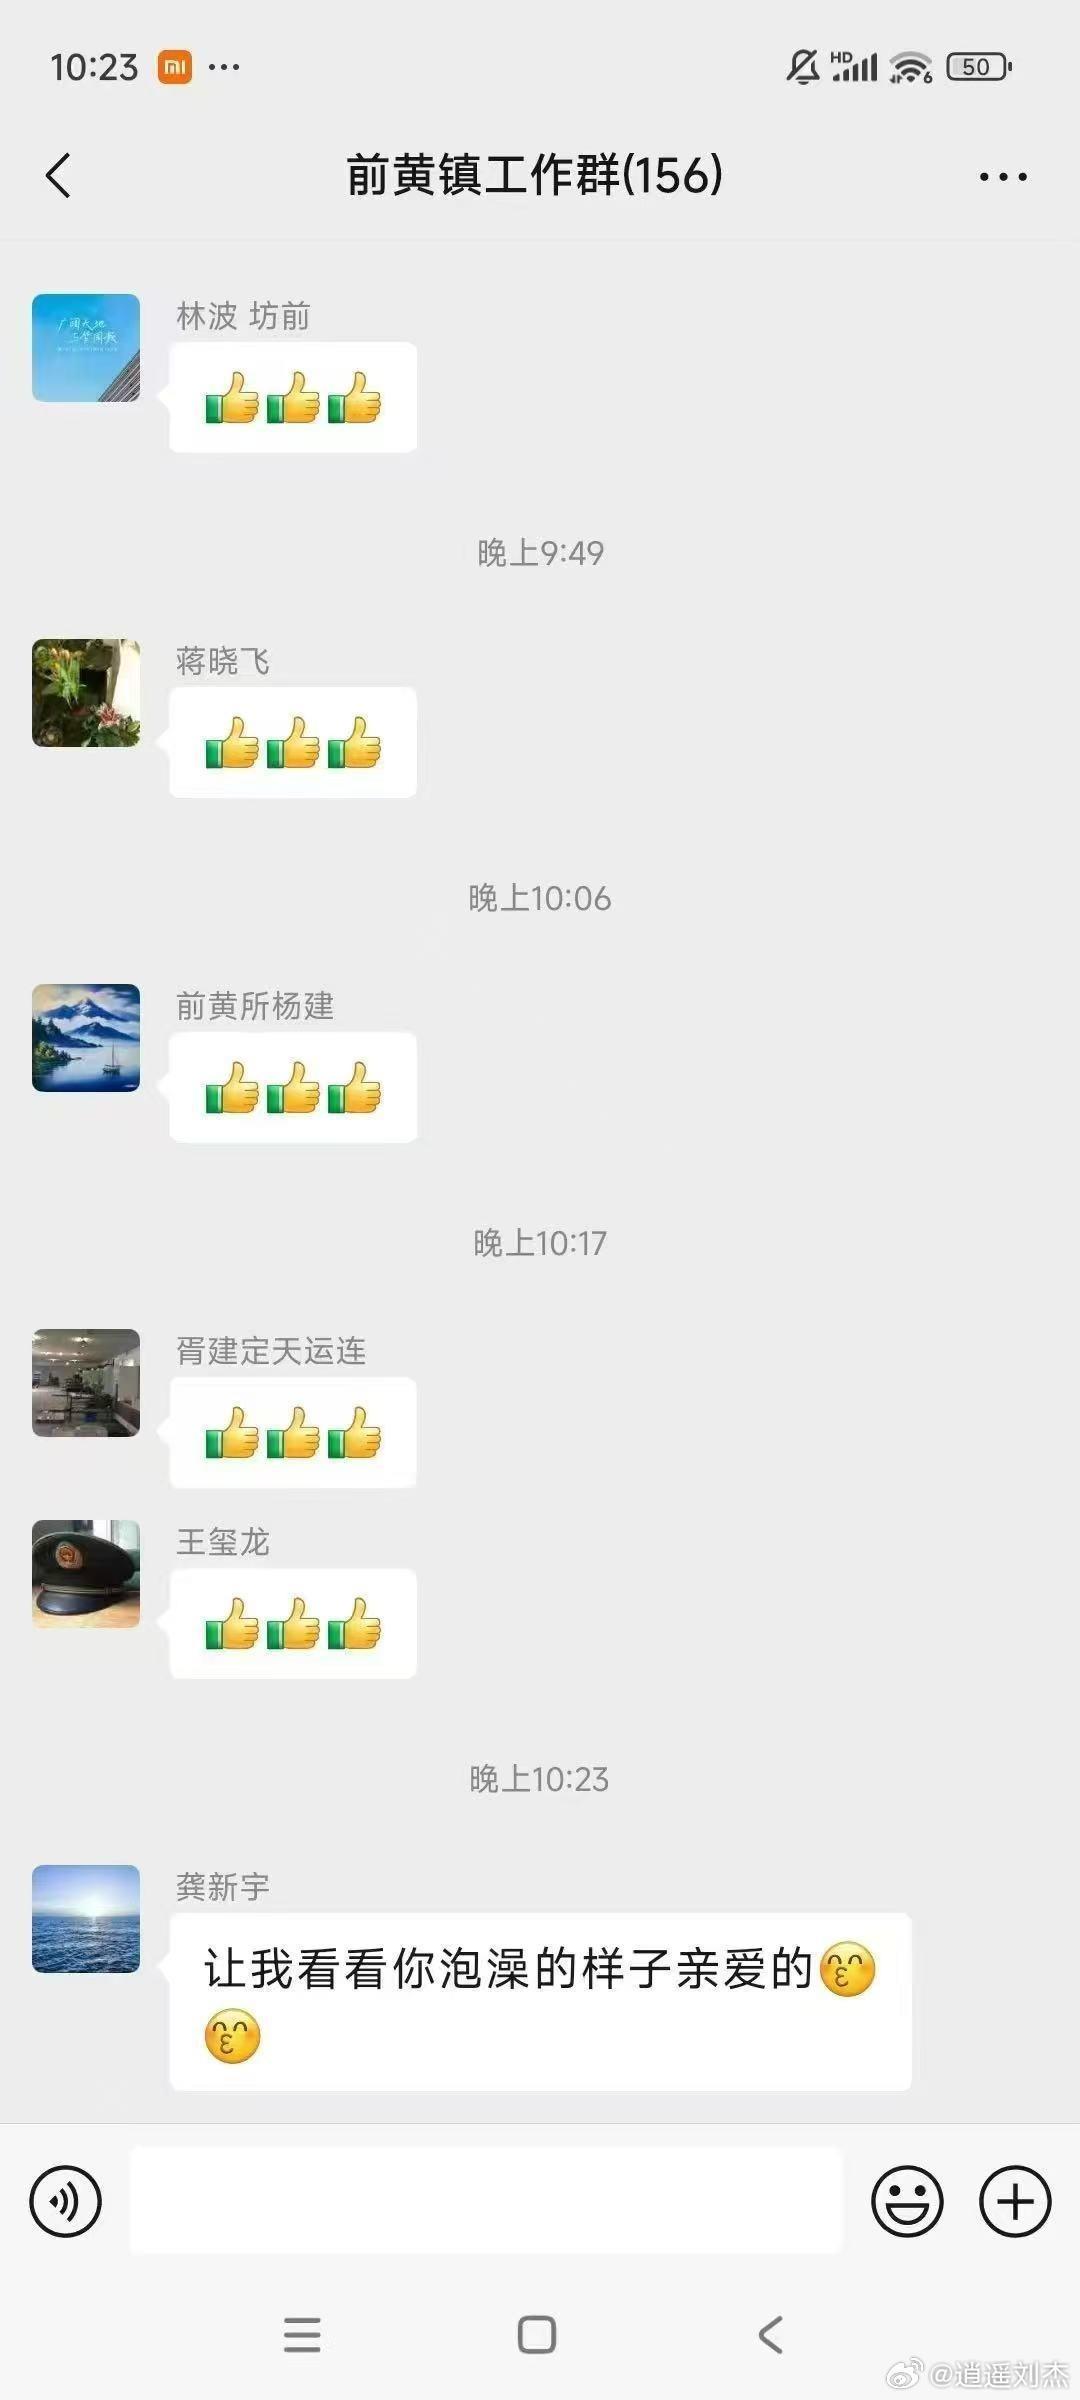 10:23
HD
6
50
前黄镇工作群(156)
林波 坊前
👍👍👍
晚上9:49
蒋晓飞
👍👍👍
晚上10:06
前黄所杨建
👍👍👍
晚上10:17
胥建定天运连
👍👍👍
王玺龙
👍👍👍
晚上10:23
龚新宇
让我看看你泡澡的样子亲爱的😙
😙
@逍遥刘杰